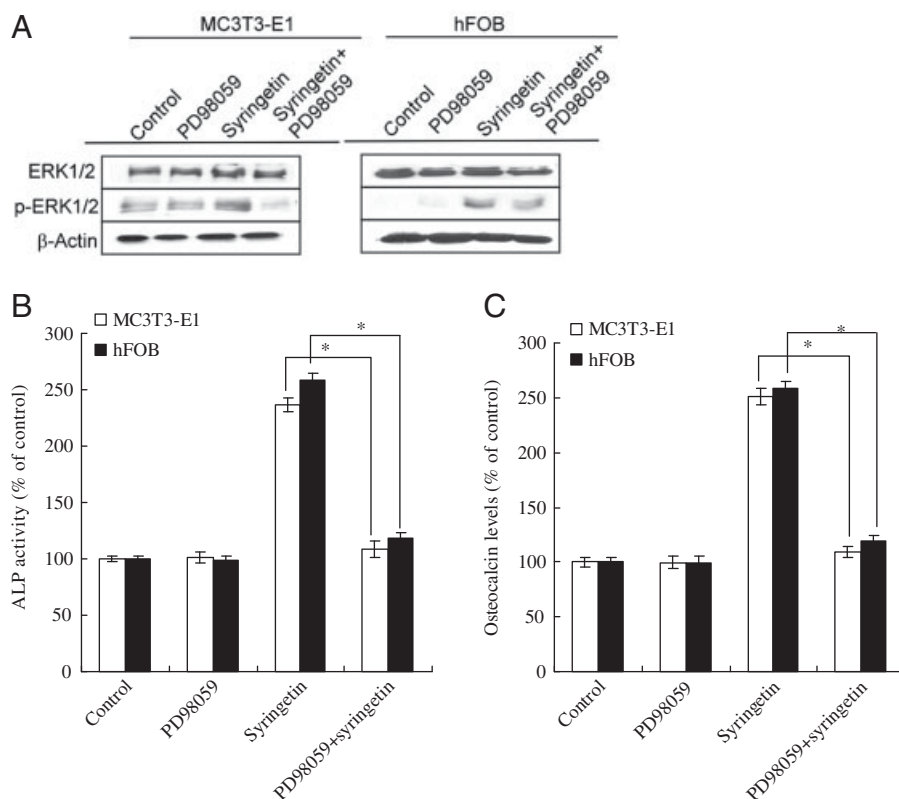 A
MC3T3-E1
hFOB
Control
PD98059
Syringetin
Syringetin+
PD98059
Control
PD98059
Syringetin
Syringetin+
PD98059
ERK1/2
p-ERK1/2
β-Actin
B
MC3T3-E1
hFOB
*
*
300
250
200
150
100
50
0
ALP activity (% of control)
Control
PD98059
Syringetin
PD98059+syringetin
C
MC3T3-E1
hFOB
*
*
300
250
200
150
100
50
0
Osteocalcin levels (% of control)
Control
PD98059
Syringetin
PD98059+syringetin